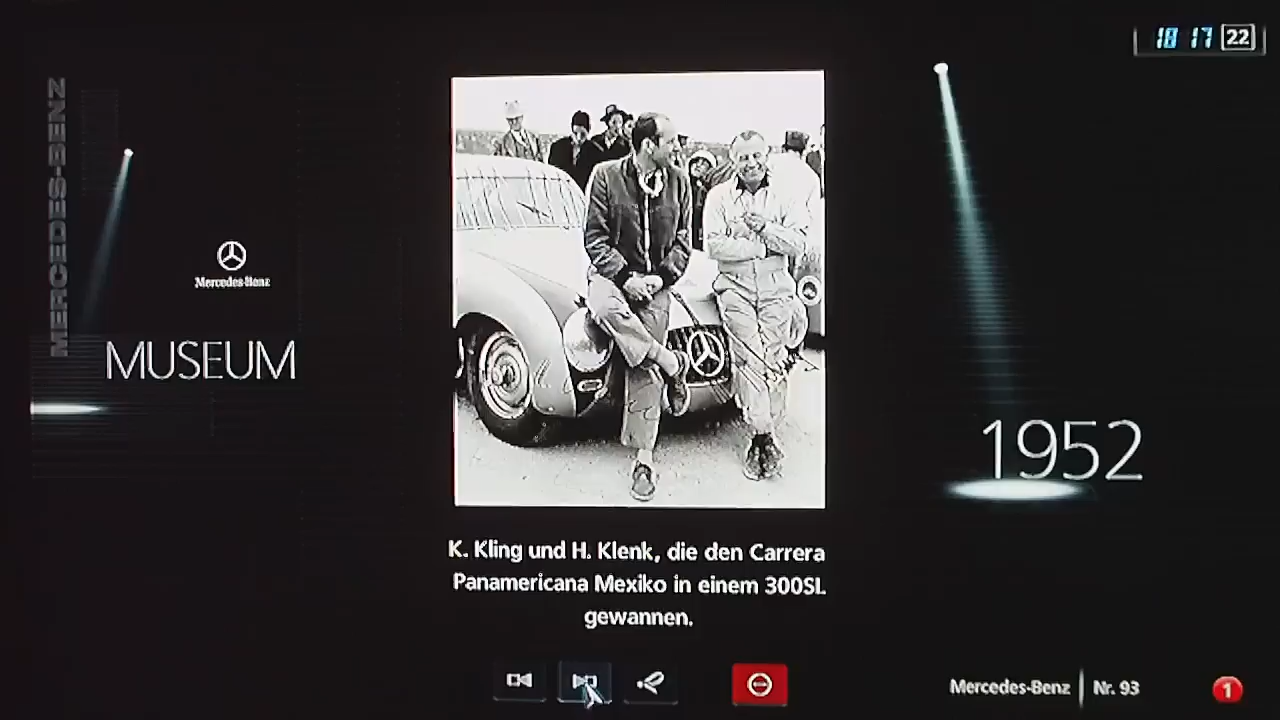 18 17 22
MERCEDES-BENZ
Mercedes-Benz
MUSEUM
1952
K. Kling und H. Klenk, die den Carrera
Panamericana Mexiko in einem 300SL
gewannen.
Mercedes-Benz | Nr. 93
1